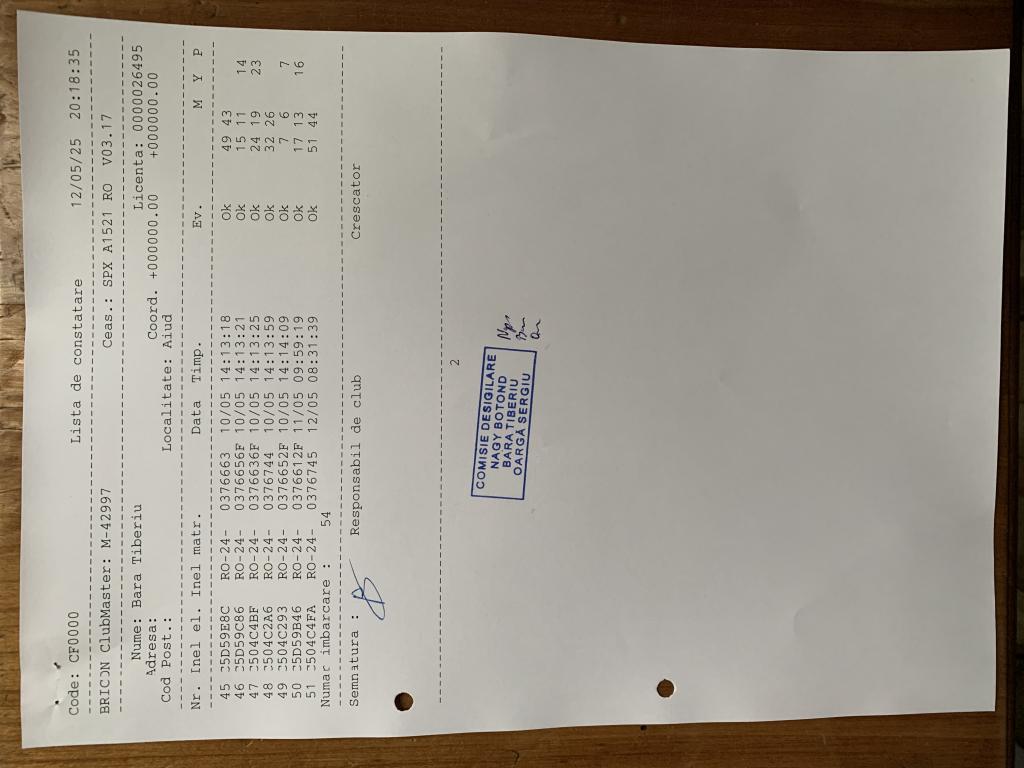 Code: CF0000 Lista de constatare 12/05/25 20:18:35
BRICON ClubMaster: M-42997 Ceas.: SPX A1521 RO V03.17
Nume: Bara Tiberiu Licenta: 0000026495
Adresa: Coord. +000000.00 +000000.00
Cod Post.: Localitate: Aiud
Nr. Inel el. Inel matr. Data Timp. Ev. M Y P
45 C5D59E8C RO-24- 0376663 10/05 14:13:18 Ok 49 43
46 C5D59C86 RO-24- 0376656F 10/05 14:13:21 Ok 15 11 14
47 C504C4BF RO-24- 0376636F 10/05 14:13:25 Ok 24 19 23
48 C504C2A6 RO-24- 0376744 10/05 14:13:59 Ok 32 26
49 C504C293 RO-24- 0376652F 10/05 14:14:09 Ok 7 6 7
50 C5D59B46 RO-24- 0376612F 11/05 09:59:19 Ok 17 13 16
51 C504C4FA RO-24- 0376745 12/05 08:31:39 Ok 51 44
Numar imbarcare : 54
Semnatura : Responsabil de club Crescator
2
COMISIE DESIGILARE
NAGY BOTOND
BARA TIBERIU
OARGĂ SERGIU